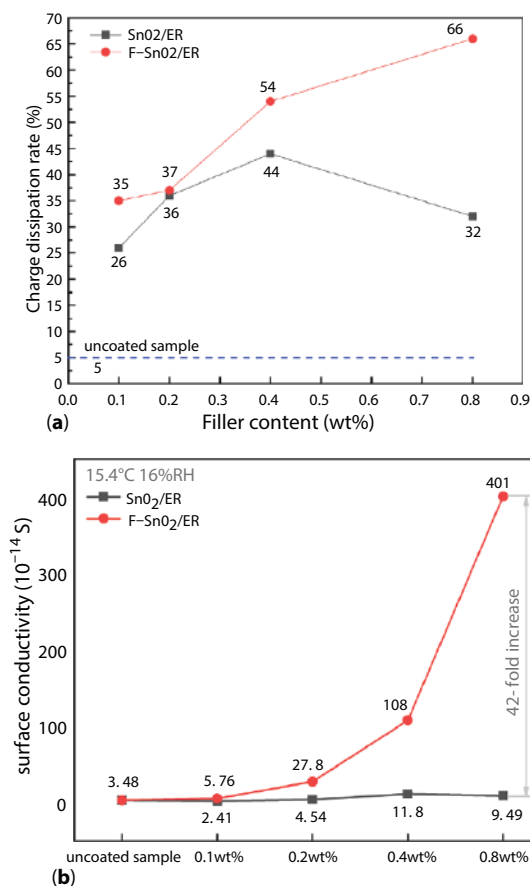 Sn02/ER
F-Sn02/ER
70
65
60
55
50
45
40
35
30
25
20
15
10
5
0
66
54
35
37
44
36
26
32
uncoated sample
5
Charge dissipation rate (%)
0.0 0.1 0.2 0.3 0.4 0.5 0.6 0.7 0.8 0.9
Filler content (wt%)
(a)
15.4°C 16%RH
Sn0₂/ER
F-Sn0₂/ER
400
300
200
100
0
401
108
27.8
5.76
3.48
2.41
4.54
11.8
9.49
42- fold increase
surface conductivity (10⁻¹⁴ S)
uncoated sample 0.1wt% 0.2wt% 0.4wt% 0.8wt%
(b)